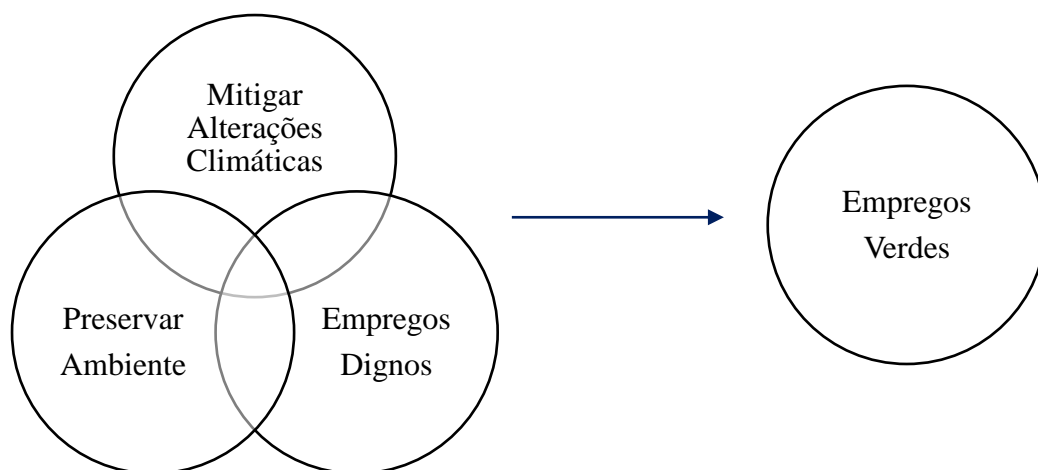 Mitigar
Alterações
Climáticas
Preservar
Ambiente
Empregos
Dignos
Empregos
Verdes